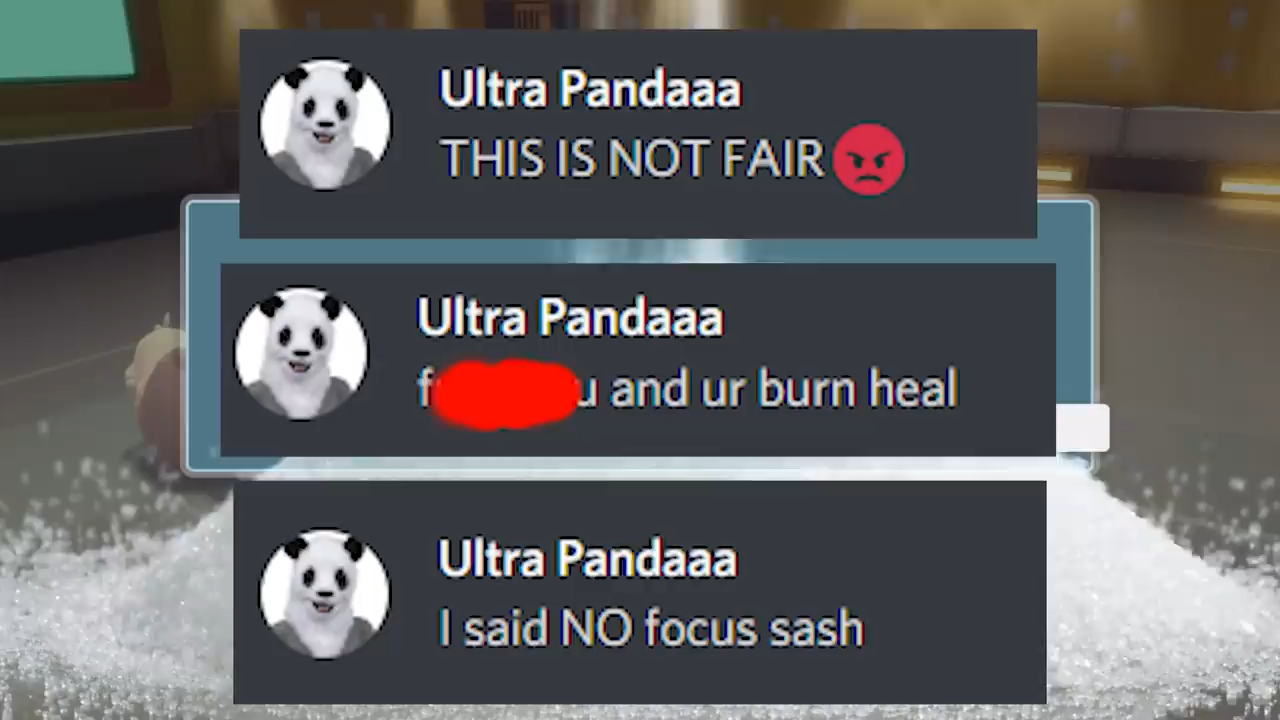 Ultra Pandaaa
THIS IS NOT FAIR😡
Ultra Pandaaa
f u and ur burn heal
Ultra Pandaaa
I said NO focus sash